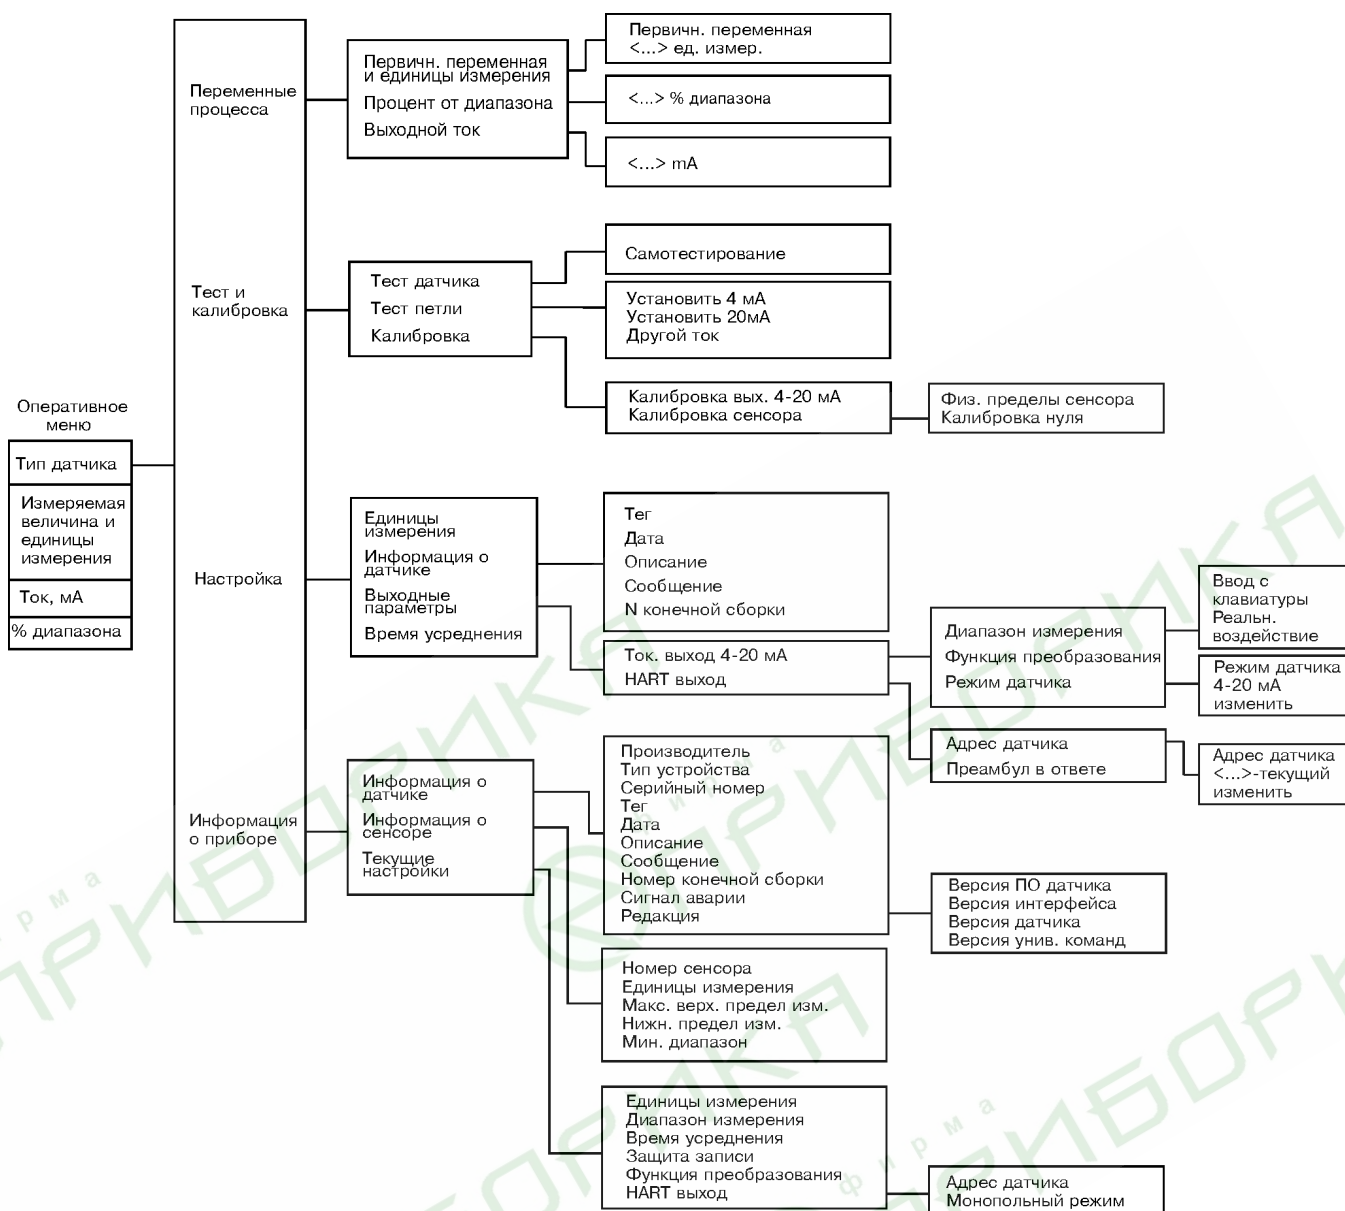 Оперативное
меню
Тип датчика
Измеряемая
величина и
единицы
измерения
Ток, мА
% диапазона
Переменные
процесса
Тест и
калибровка
Настройка
Информация
о приборе
Первичн. переменная
и единицы измерения
Процент от диапазона
Выходной ток
Первичн. переменная
<...> ед. измер.
<...> % диапазона
<...> mA
Тест датчика
Тест петли
Калибровка
Самотестирование
Установить 4 мА
Установить 20мА
Другой ток
Калибровка вых. 4-20 мА
Калибровка сенсора
Физ. пределы сенсора
Калибровка нуля
Единицы
измерения
Информация о
датчике
Выходные
параметры
Время усреднения
Тег
Дата
Описание
Сообщение
N конечной сборки
Ток. выход 4-20 мА
HART выход
Диапазон измерения
Функция преобразования
Режим датчика
Ввод с
клавиатуры
Реальн.
воздействие
Режим датчика
4-20 мА
изменить
Адрес датчика
Преамбул в ответе
Адрес датчика
<...>-текущий
изменить
Информация о
датчике
Информация о
сенсоре
Текущие
настройки
Производитель
Тип устройства
Серийный номер
Тег
Дата
Описание
Сообщение
Номер конечной сборки
Сигнал аварии
Редакция
Версия ПО датчика
Версия интерфейса
Версия датчика
Версия унив. команд
Номер сенсора
Единицы измерения
Макс. верх. предел изм.
Нижн. предел изм.
Мин. диапазон
Единицы измерения
Диапазон измерения
Время усреднения
Защита записи
Функция преобразования
HART выход
Адрес датчика
Монопольный режим
фирма
ПРИБОРИКА